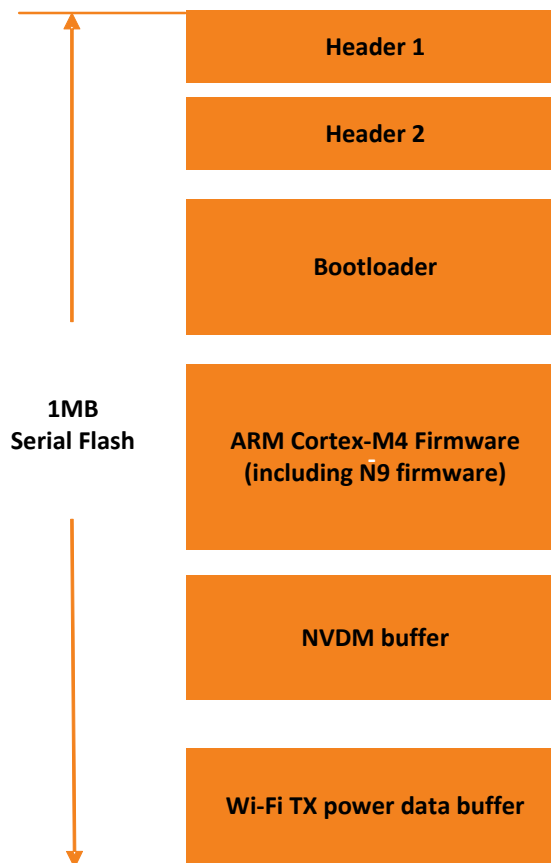 Header 1
Header 2
Bootloader
1MB
Serial Flash
ARM Cortex-M4 Firmware
(including N9 firmware)
NVDM buffer
Wi-Fi TX power data buffer